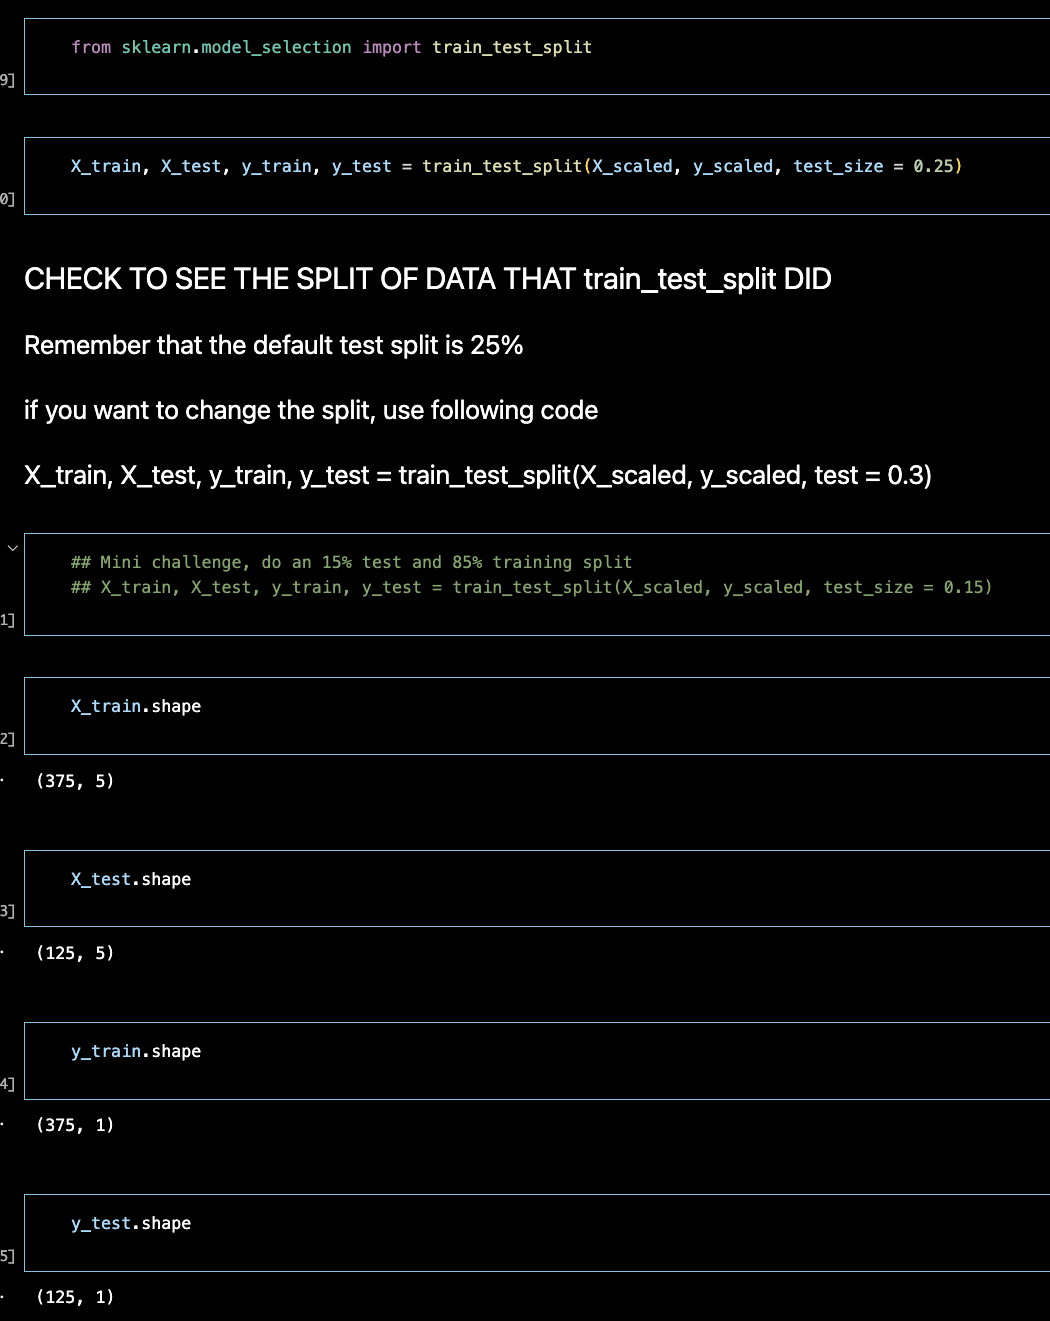 from sklearn.model_selection import train_test_split
9]
X_train, X_test, y_train, y_test = train_test_split(X_scaled, y_scaled, test_size = 0.25)
0]
CHECK TO SEE THE SPLIT OF DATA THAT train_test_split DID
Remember that the default test split is 25%
if you want to change the split, use following code
X_train, X_test, y_train, y_test = train_test_split(X_scaled, y_scaled, test = 0.3)
## Mini challenge, do an 15% test and 85% training split
## X_train, X_test, y_train, y_test = train_test_split(X_scaled, y_scaled, test_size = 0.15)
1]
X_train.shape
2]
(375, 5)
X_test.shape
3]
(125, 5)
y_train.shape
4]
(375, 1)
y_test.shape
5]
(125, 1)